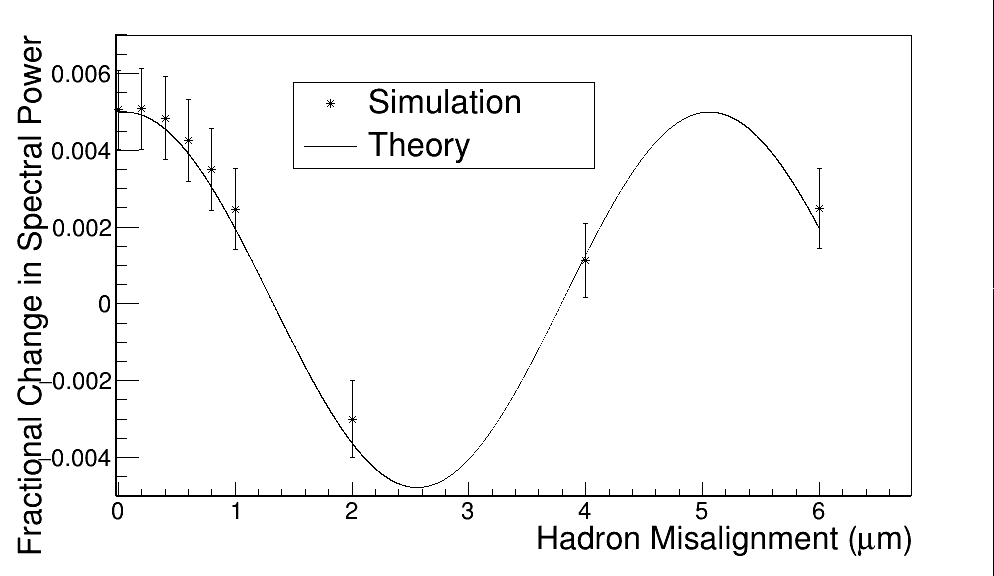 Fractional Change in Spectral Power
0.006
0.004
0.002
0
−0.002
−0.004
Simulation
Theory
0 1 2 3 4 5 6
Hadron Misalignment (μm)